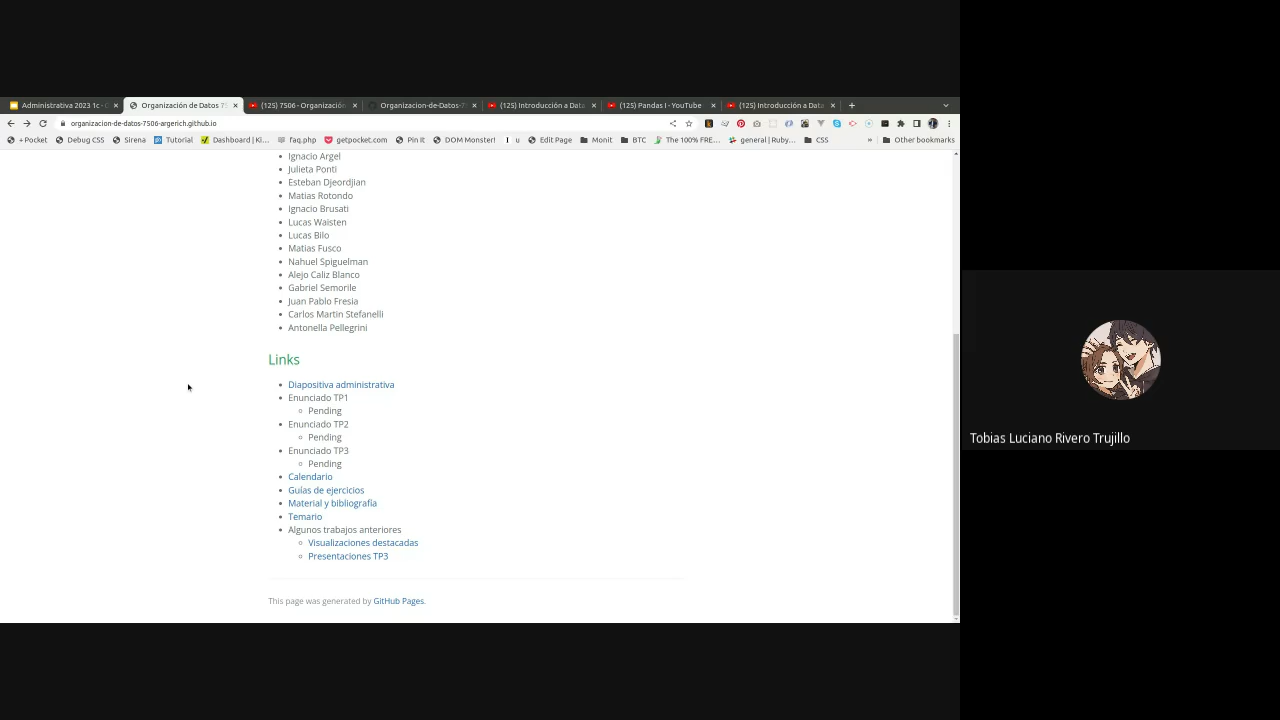 Administrativa 2023 1c - O
Organización de Datos 75
(125) 7506 - Organización
Organizacion-de-Datos-7
(125) Introducción a Data
(125) Pandas I - YouTube
(125) Introducción a Data
organizacion-de-datos-7506-argerich.github.io
+ Pocket
Debug CSS
Sirena
Tutorial
Dashboard | Ki...
faq.php
getpocket.com
Pin It
DOM Monster!
u
Edit Page
Monit
BTC
The 100% FRE...
general | Ruby...
CSS
»
Other bookmarks
Ignacio Argel
Julieta Ponti
Esteban Djeordjian
Matias Rotondo
Ignacio Brusati
Lucas Waisten
Lucas Bilo
Matias Fusco
Nahuel Spiguelman
Alejo Caliz Blanco
Gabriel Semorile
Juan Pablo Fresia
Carlos Martin Stefanelli
Antonella Pellegrini
Links
Diapositiva administrativa
Enunciado TP1
Pending
Enunciado TP2
Pending
Enunciado TP3
Pending
Calendario
Guías de ejercicios
Material y bibliografía
Temario
Algunos trabajos anteriores
Visualizaciones destacadas
Presentaciones TP3
This page was generated by GitHub Pages.
Tobias Luciano Rivero Trujillo